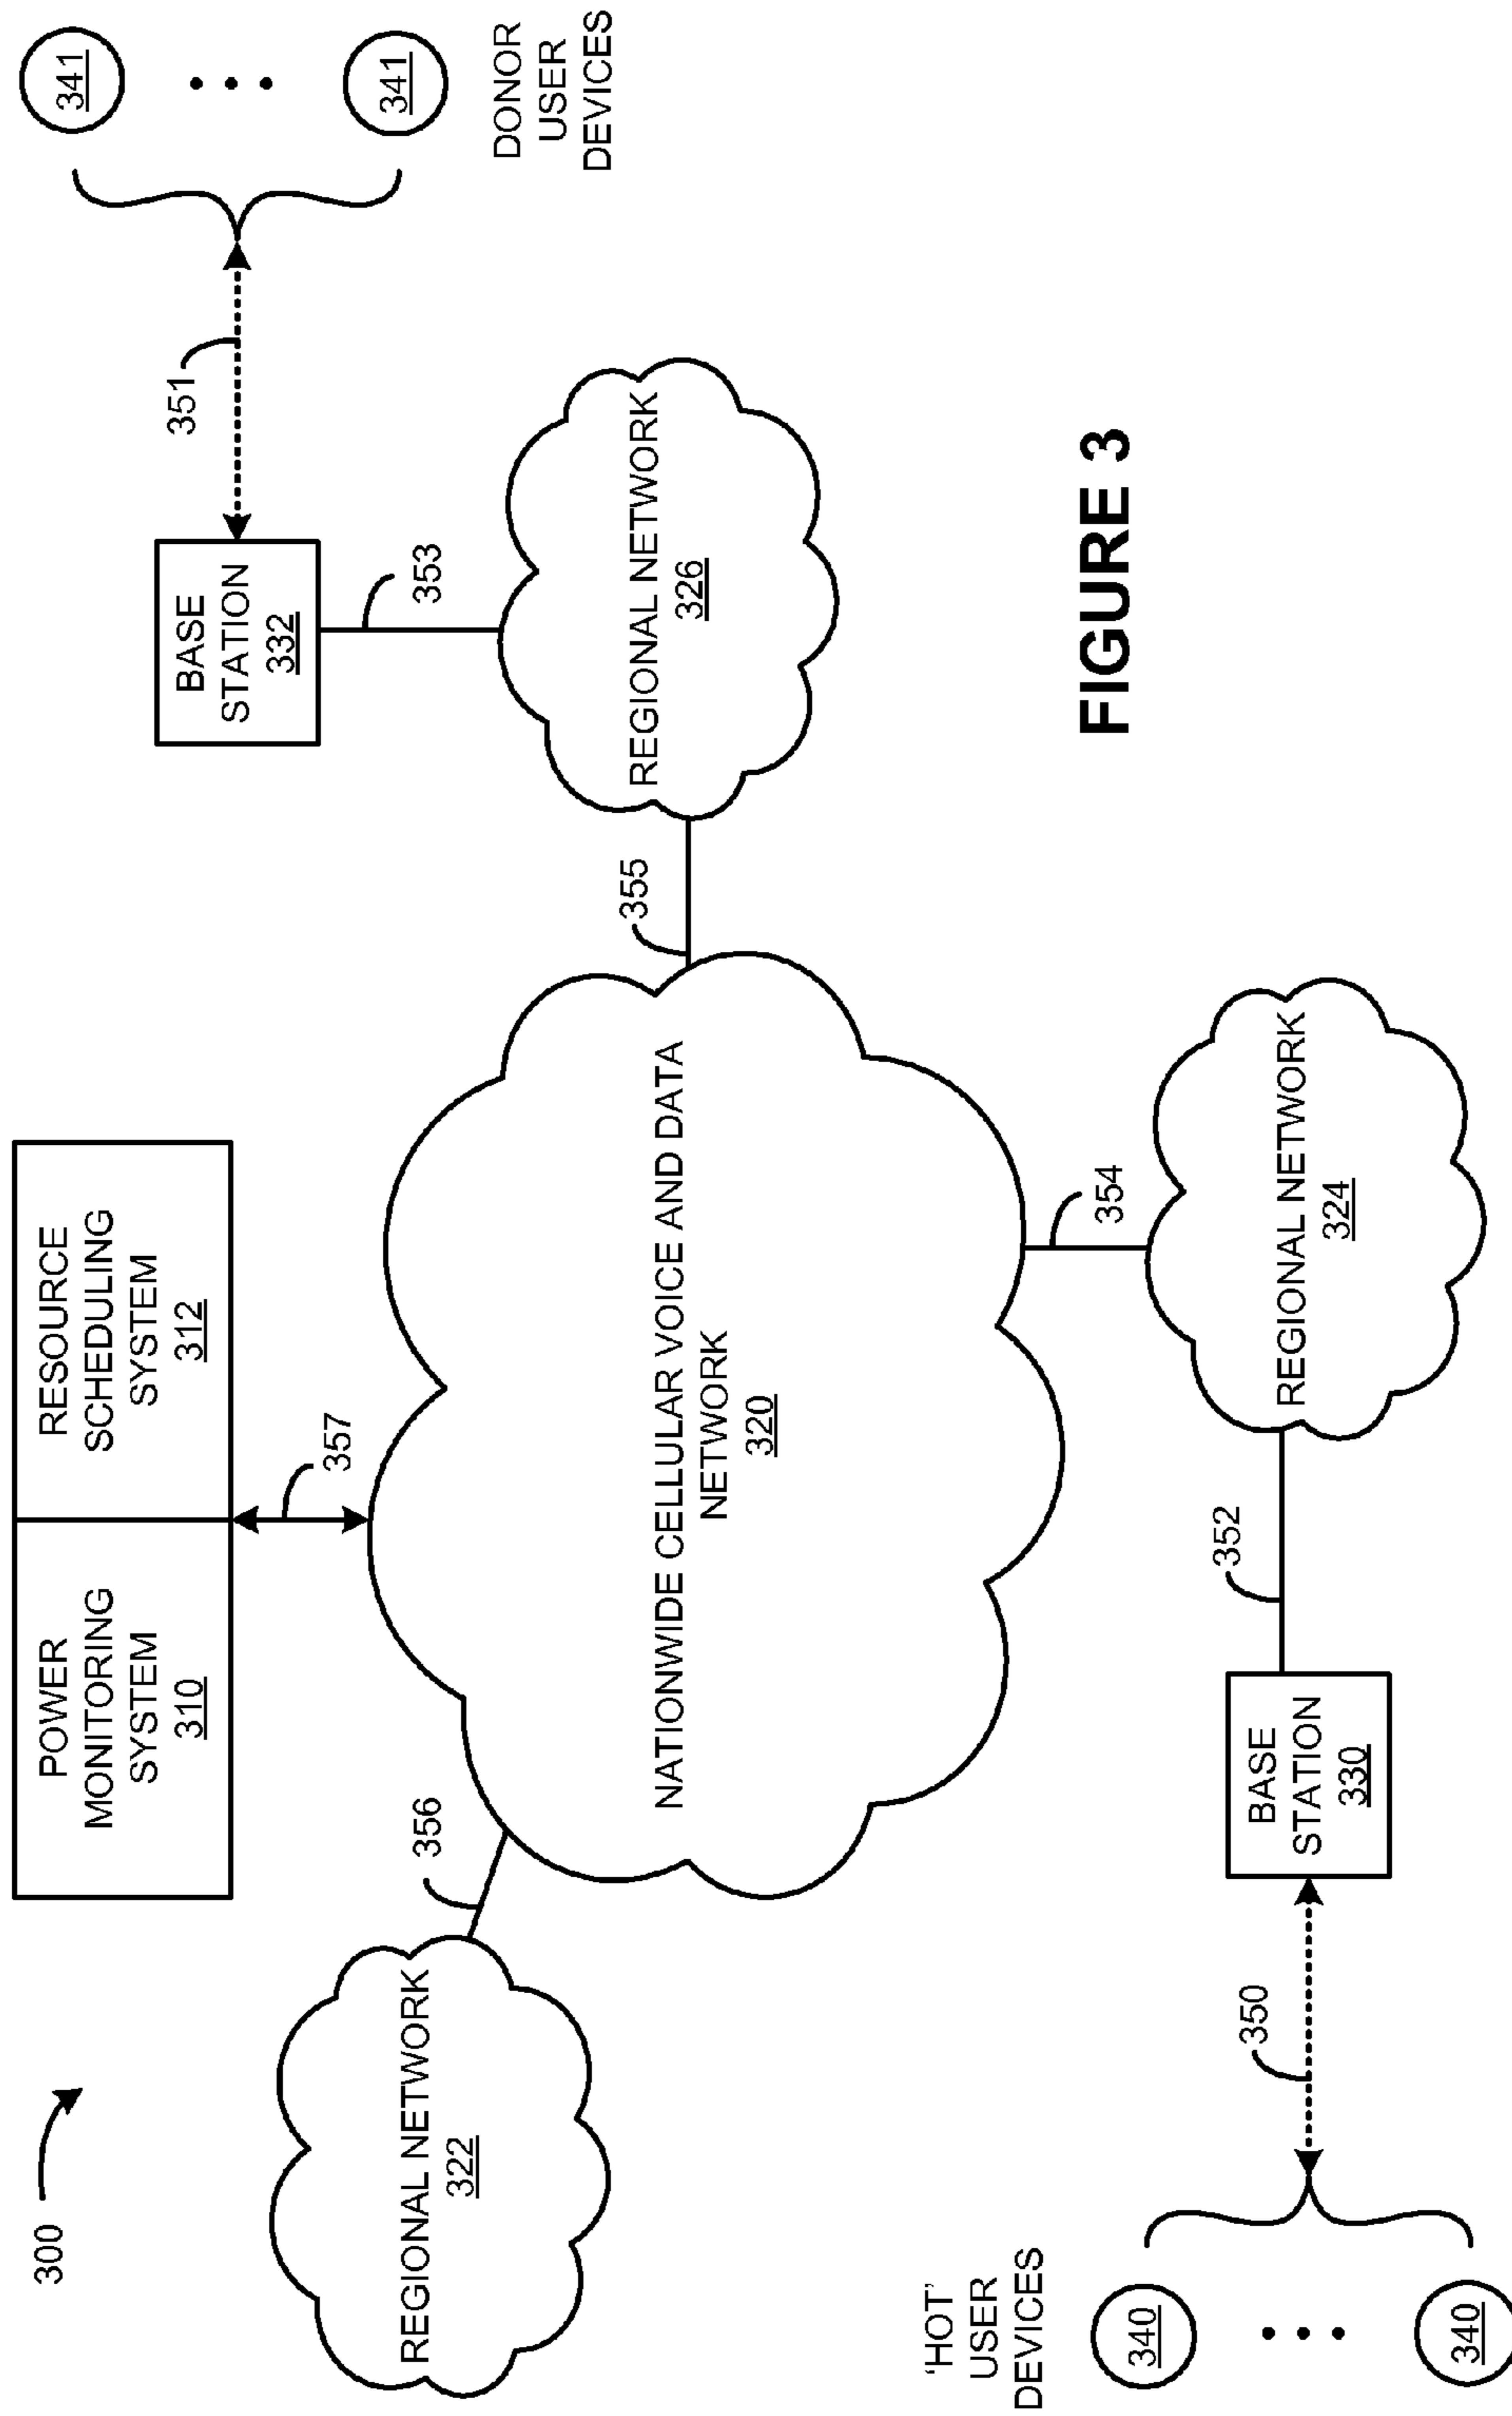 300
POWER
MONITORING
SYSTEM
310
RESOURCE
SCHEDULING
SYSTEM
312
357
356
REGIONAL NETWORK
322
NATIONWIDE CELLULAR VOICE AND DATA
NETWORK
320
355
REGIONAL NETWORK
326
353
BASE
STATION
332
351
341
341
DONOR
USER
DEVICES
354
REGIONAL NETWORK
324
352
BASE
STATION
330
350
'HOT'
USER
DEVICES
340
340
FIGURE 3